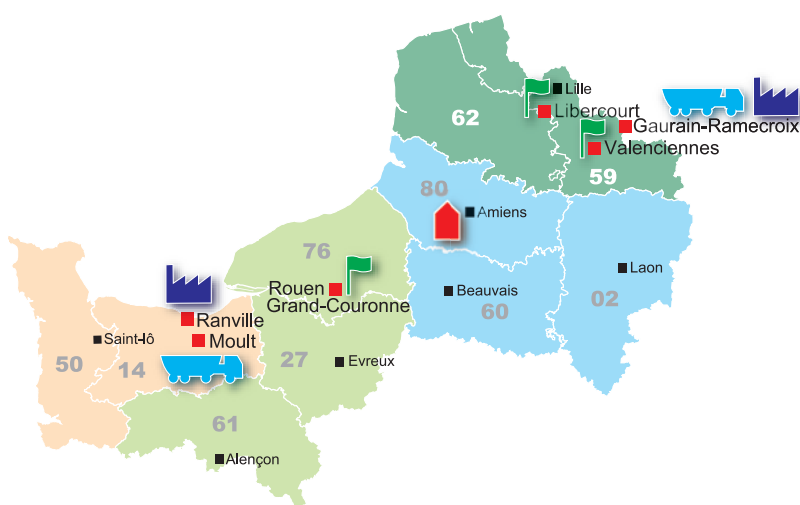 Lille
Libercourt
62
Gaurain-Ramecroix
Valenciennes
59
80
Amiens
76
Laon
Rouen
Grand-Couronne
Beauvais
02
60
Ranville
Saint-lô
Moult
50
14
27
Evreux
61
Alençon